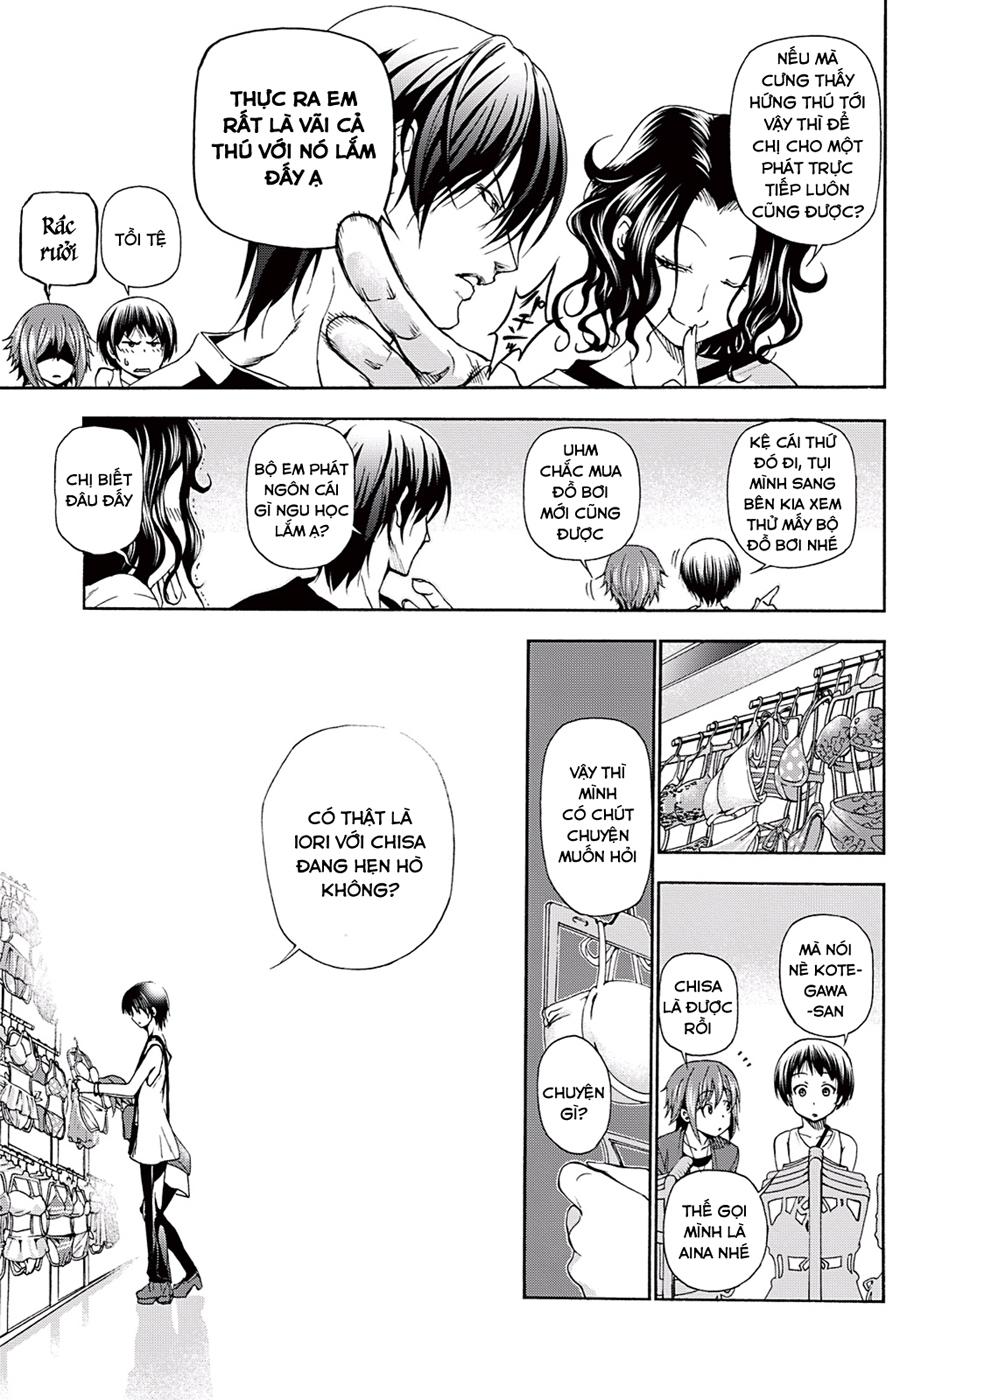 NẾU MÀ
CƯNG THẤY
HỨNG THÚ TỚI
VẬY THÌ ĐỂ
CHỊ CHO MỘT
PHÁT TRỰC
TIẾP LUÔN
CŨNG ĐƯỢC?
THỰC RA EM
RẤT LÀ VÃI CẢ
THÚ VỚI NÓ LẮM
ĐẤY Ạ
TỒI TỆ
Rác
rưởi
KỆ CÁI THỨ
ĐÓ ĐI, TỤI
MÌNH SANG
BÊN KIA XEM
THỬ MẤY BỘ
ĐỒ BƠI NHÉ
UHM
CHẮC MUA
ĐỒ BƠI
MỚI CŨNG
ĐƯỢC
BỘ EM PHÁT
NGÔN CÁI
GÌ NGU HỌC
LẮM Ạ?
CHỊ BIẾT
ĐÂU ĐẤY
MÀ NÓI
NÈ KOTE-
GAWA
-SAN
CHISA
LÀ ĐƯỢC
RỒI
THẾ GỌI
MÌNH LÀ
AINA NHÉ
VẬY THÌ
MÌNH
CÓ CHÚT
CHUYỆN
MUỐN HỎI
CHUYỆN
GÌ?
CÓ THẬT LÀ
IORI VỚI CHISA
ĐANG HẸN HÒ
KHÔNG?